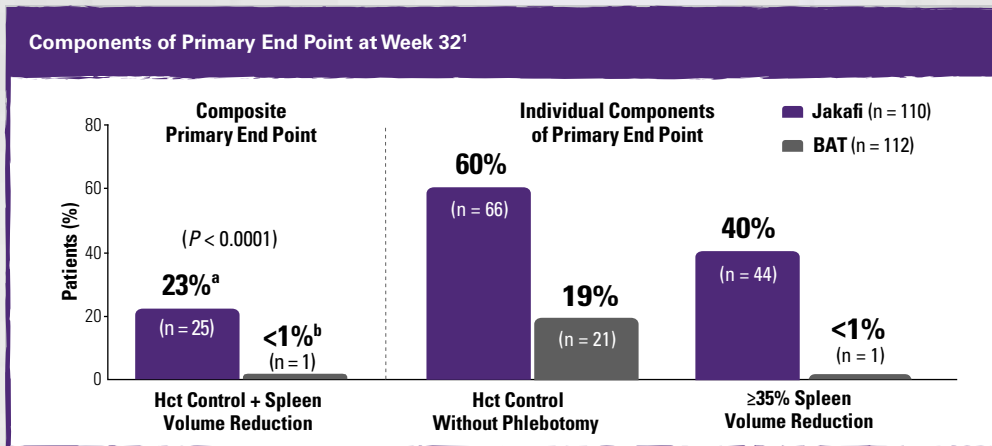 Components of Primary End Point at Week 32¹
Composite
Primary End Point
Individual Components
of Primary End Point
Jakafi (n = 110)
BAT (n = 112)
Patients (%)
80
60
40
20
0
(P < 0.0001)
23%ᵃ
(n = 25)
<1%ᵇ
(n = 1)
60%
(n = 66)
19%
(n = 21)
40%
(n = 44)
<1%
(n = 1)
Hct Control + Spleen
Volume Reduction
Hct Control
Without Phlebotomy
≥35% Spleen
Volume Reduction